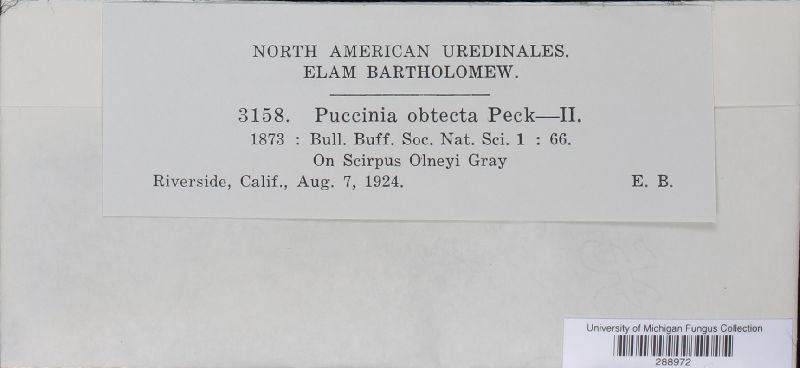 NORTH AMERICAN UREDINALES.
ELAM BARTHOLOMEW.
3158. Puccinia obtecta Peck—II.
1873 : Bull. Buff. Soc. Nat. Sci. 1 : 66.
On Scirpus Olneyi Gray
Riverside, Calif., Aug. 7, 1924. E. B.
University of Michigan Fungus Collection
288972